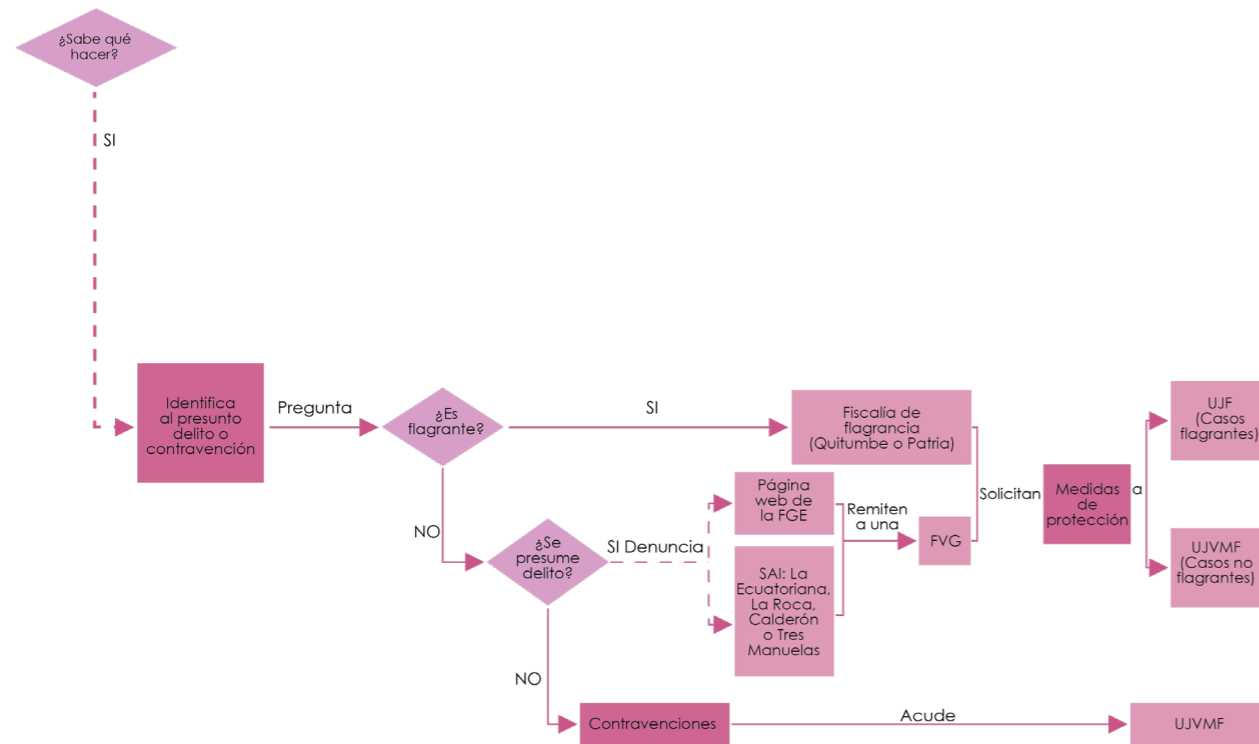 ¿Sabe qué
hacer?
SI
Identifica
al presunto
delito o
contravención
Pregunta
¿Es
flagrante?
SI
Fiscalía de
flagrancia
(Quitumbe o Patria)
NO
¿Se
presume
delito?
SI Denuncia
Página
web de
la FGE
SAI: La
Ecuatoriana,
La Roca,
Calderón
o Tres
Manuelas
Remiten
a una
FVG
Solicitan
Medidas
de
protección
a
UJF
(Casos
flagrantes)
UJVMF
(Casos no
flagrantes)
NO
Contravenciones
Acude
UJVMF